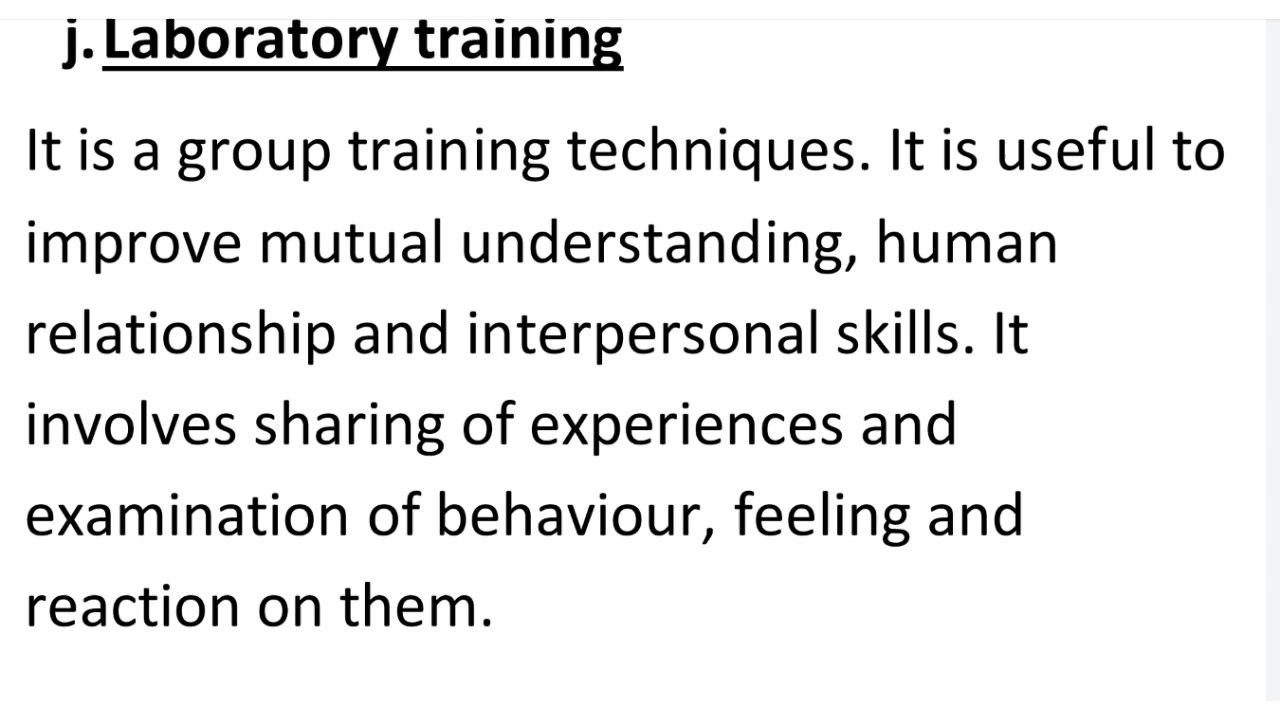 j. Laboratory training
It is a group training techniques. It is useful to
improve mutual understanding, human
relationship and interpersonal skills. It
involves sharing of experiences and
examination of behaviour, feeling and
reaction on them.